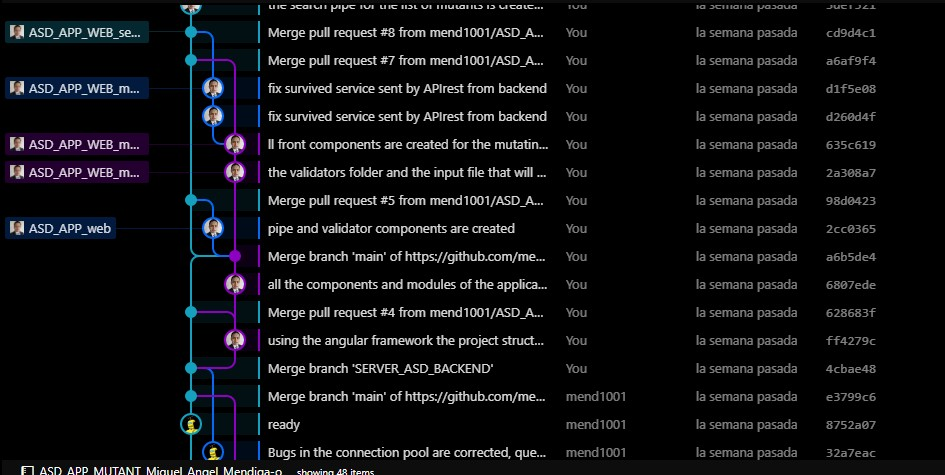 the search pipe for the list of mutants is create... You la semana pasada 5def521
ASD_APP_WEB_se... Merge pull request #8 from mend1001/ASD_A... You la semana pasada cd9d4c1
Merge pull request #7 from mend1001/ASD_A... You la semana pasada a6af9f4
ASD_APP_WEB_m... fix survived service sent by APIrest from backend You la semana pasada d1f5e08
fix survived service sent by APIrest from backend You la semana pasada d260d4f
ASD_APP_WEB_m... ll front components are created for the mutatin... You la semana pasada 635c619
ASD_APP_WEB_m... the validators folder and the input file that will ... You la semana pasada 2a308a7
Merge pull request #5 from mend1001/ASD_A... You la semana pasada 98d0423
ASD_APP_web pipe and validator components are created You la semana pasada 2cc0365
Merge branch 'main' of https://github.com/me... You la semana pasada a6b5de4
all the components and modules of the applica... You la semana pasada 6807ede
Merge pull request #4 from mend1001/ASD_A... You la semana pasada 628683f
using the angular framework the project struct... You la semana pasada ff4279c
Merge branch 'SERVER_ASD_BACKEND' You la semana pasada 4cbae48
Merge branch 'main' of https://github.com/me... mend1001 la semana pasada e3799c6
ready mend1001 la semana pasada 8752a07
Bugs in the connection pool are corrected, que... mend1001 la semana pasada 32a7eac
ASD_APP_MUTANT_Miguel_Angel_Mendiga-o showing 48 items